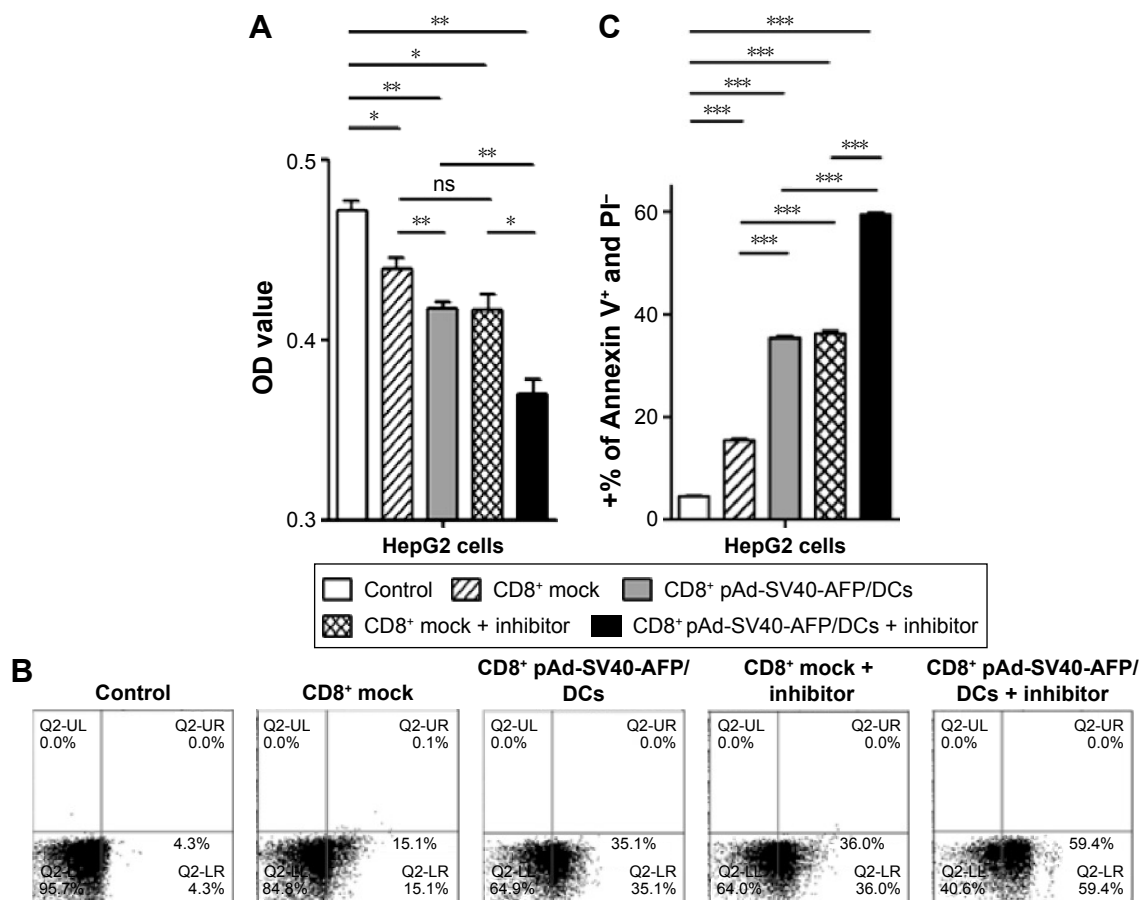 A
C
**
*
**
*
**
ns
**
*
0.5
0.4
0.3
OD value
HepG2 cells
***
***
***
***
***
***
***
***
60
40
20
0
+% of Annexin V⁺ and PI⁻
HepG2 cells
Control
CD8⁺ mock
CD8⁺ pAd-SV40-AFP/DCs
CD8⁺ mock + inhibitor
CD8⁺ pAd-SV40-AFP/DCs + inhibitor
B
Control
Q2-UL
0.0%
Q2-UR
0.0%
4.3%
Q2-LL
95.7%
Q2-LR
4.3%
CD8⁺ mock
Q2-UL
0.0%
Q2-UR
0.1%
15.1%
Q2-LL
84.8%
Q2-LR
15.1%
CD8⁺ pAd-SV40-AFP/
DCs
Q2-UL
0.0%
Q2-UR
0.0%
35.1%
Q2-LL
64.9%
Q2-LR
35.1%
CD8⁺ mock +
inhibitor
Q2-UL
0.0%
Q2-UR
0.0%
36.0%
Q2-LL
64.0%
Q2-LR
36.0%
CD8⁺ pAd-SV40-AFP/
DCs + inhibitor
Q2-UL
0.0%
Q2-UR
0.0%
59.4%
Q2-LL
40.6%
Q2-LR
59.4%